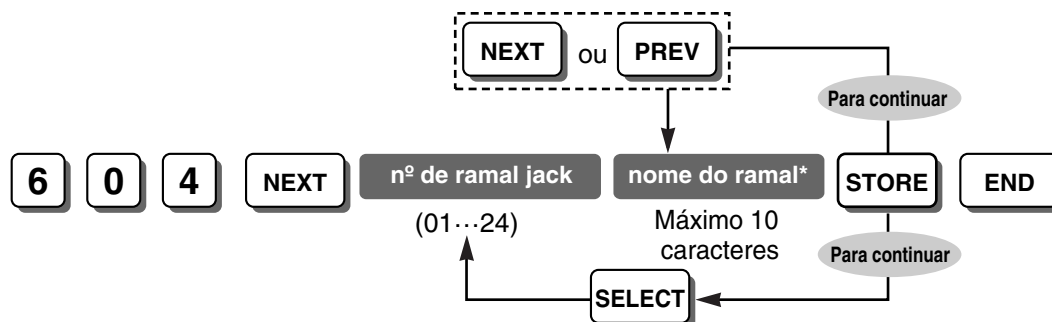 NEXT ou PREV
Para continuar
6 0 4 NEXT nº de ramal jack nome do ramal* STORE END
(01⋯24) Máximo 10
caracteres
Para continuar
SELECT